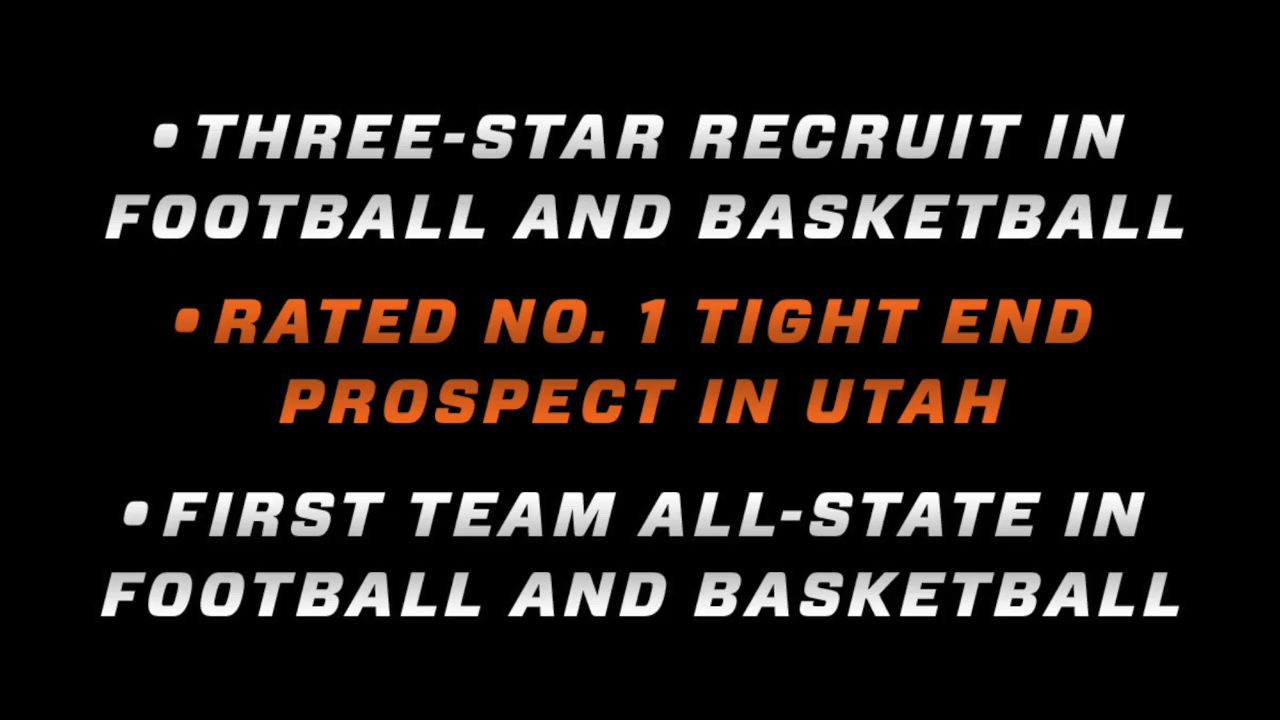 • THREE-STAR RECRUIT IN
FOOTBALL AND BASKETBALL
• RATED NO. 1 TIGHT END
PROSPECT IN UTAH
• FIRST TEAM ALL-STATE IN
FOOTBALL AND BASKETBALL